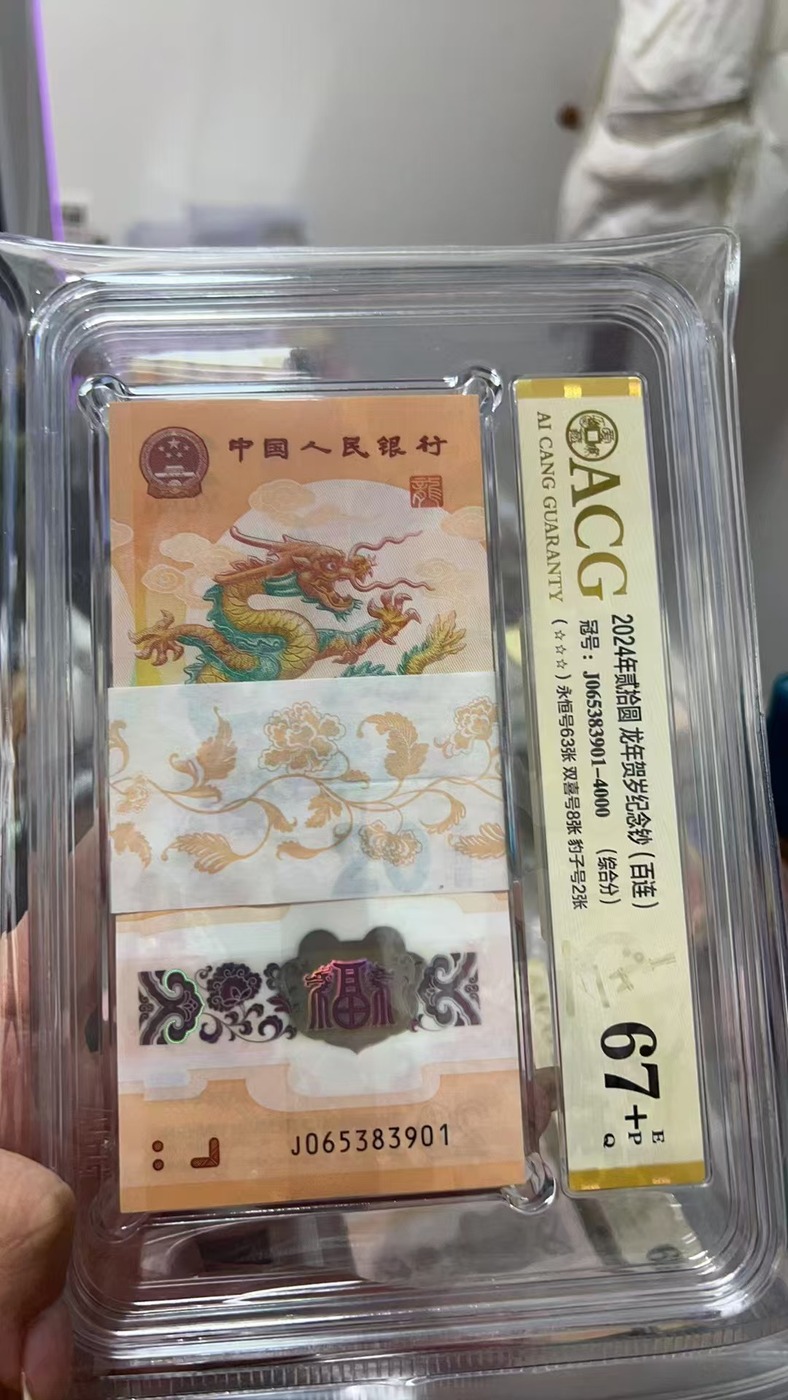 中国人民银行
龍
福
J065383901
ACG
AI CANG GUARANTY
2024年贰拾圆 龙年贺岁纪念钞（百连）
冠号：J065383901-4000 （综合分）
(☆☆☆) 永恒号63张 双喜号8张 豹子号2张
67+
EPQ